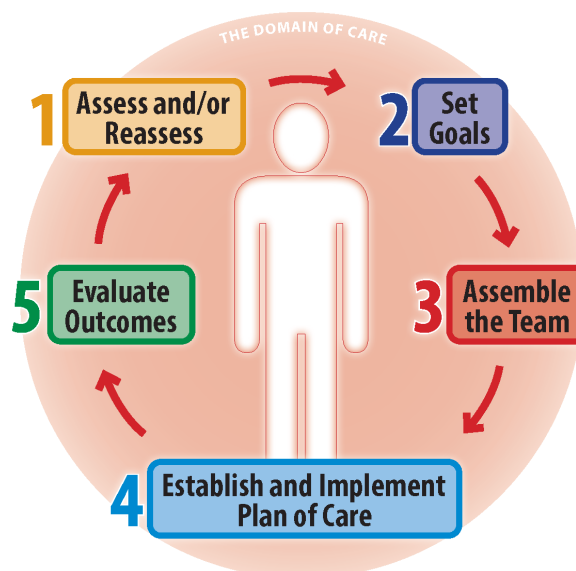 THE DOMAIN OF CARE
1 Assess and/or
Reassess
2 Set
Goals
3 Assemble
the Team
4 Establish and Implement
Plan of Care
5 Evaluate
Outcomes